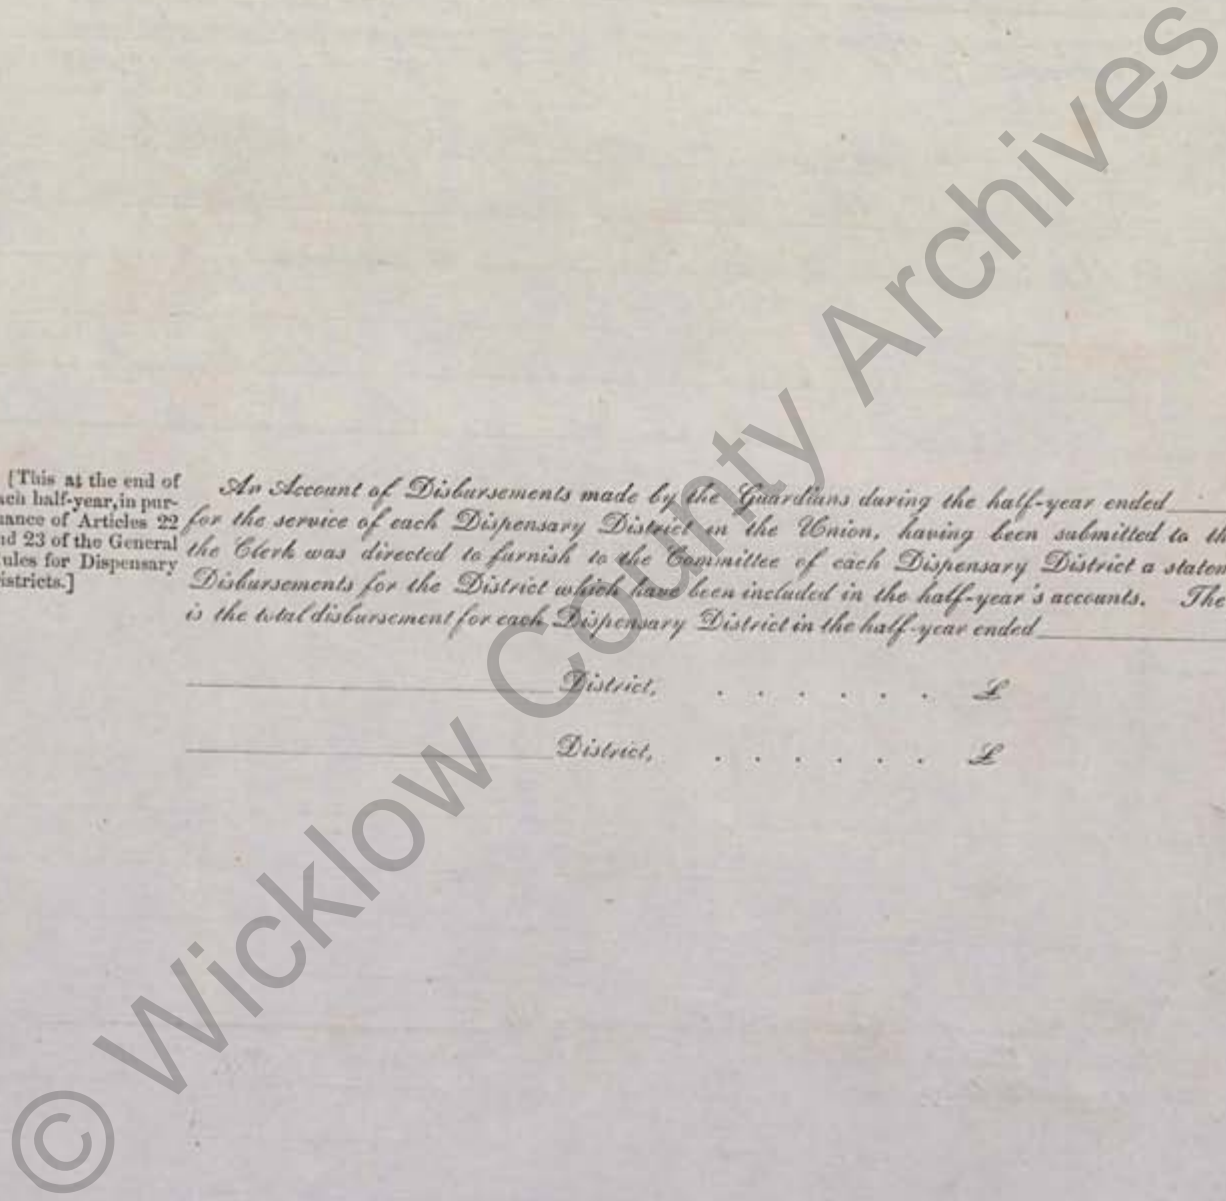 [This at the end of
ach half-year, in pur-
uance of Articles 22
nd 23 of the General
ules for Dispensary
istricts.]
An Account of Disbursements made by the Guardians during the half-year ended
for the service of each Dispensary District in the Union, having been submitted to th
the Clerk was directed to furnish to the Committee of each Dispensary District a statem
Disbursements for the District which have been included in the half-year's accounts. The
is the total disbursement for each Dispensary District in the half-year ended
District, . . . . . . £
District, . . . . . . £
© Wicklow County Archives